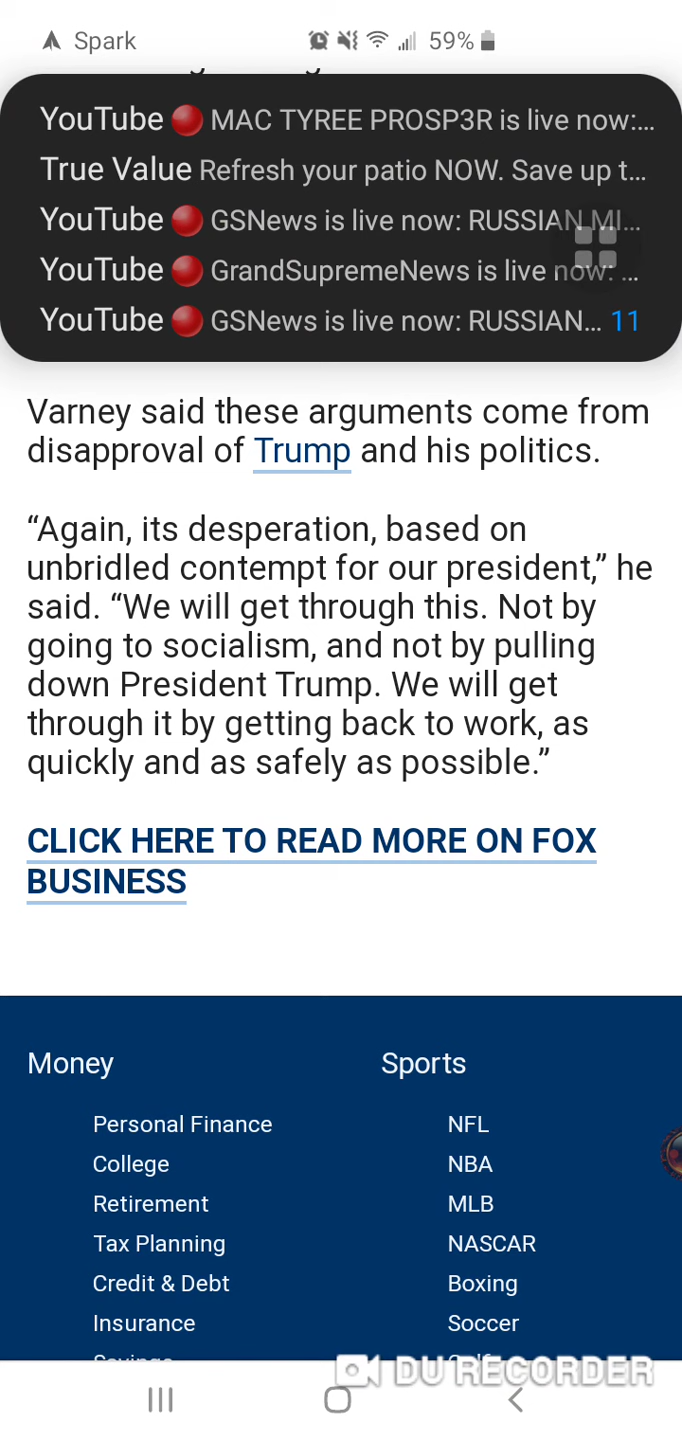 Spark 59%
YouTube MAC TYREE PROSP3R is live now:...
True Value Refresh your patio NOW. Save up t...
YouTube GSNews is live now: RUSSIAN MI...
YouTube GrandSupremeNews is live now: ...
YouTube GSNews is live now: RUSSIAN... 11
Varney said these arguments come from
disapproval of Trump and his politics.
“Again, its desperation, based on
unbridled contempt for our president,” he
said. “We will get through this. Not by
going to socialism, and not by pulling
down President Trump. We will get
through it by getting back to work, as
quickly and as safely as possible.”
CLICK HERE TO READ MORE ON FOX
BUSINESS
Money Sports
Personal Finance NFL
College NBA
Retirement MLB
Tax Planning NASCAR
Credit & Debt Boxing
Insurance Soccer
Savings Golf
DU RECORDER